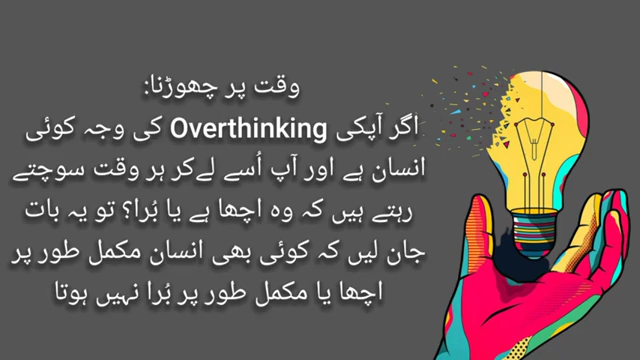 وقت پر چھوڑنا:
اگر آپکی Overthinking کی وجہ کوئی
انسان ہے اور آپ اُسے لےکر ہر وقت سوچتے
رہتے ہیں کہ وہ اچھا ہے یا بُرا؟ تو یہ بات
جان لیں کہ کوئی بھی انسان مکمل طور پر
اچھا یا مکمل طور پر بُرا نہیں ہوتا